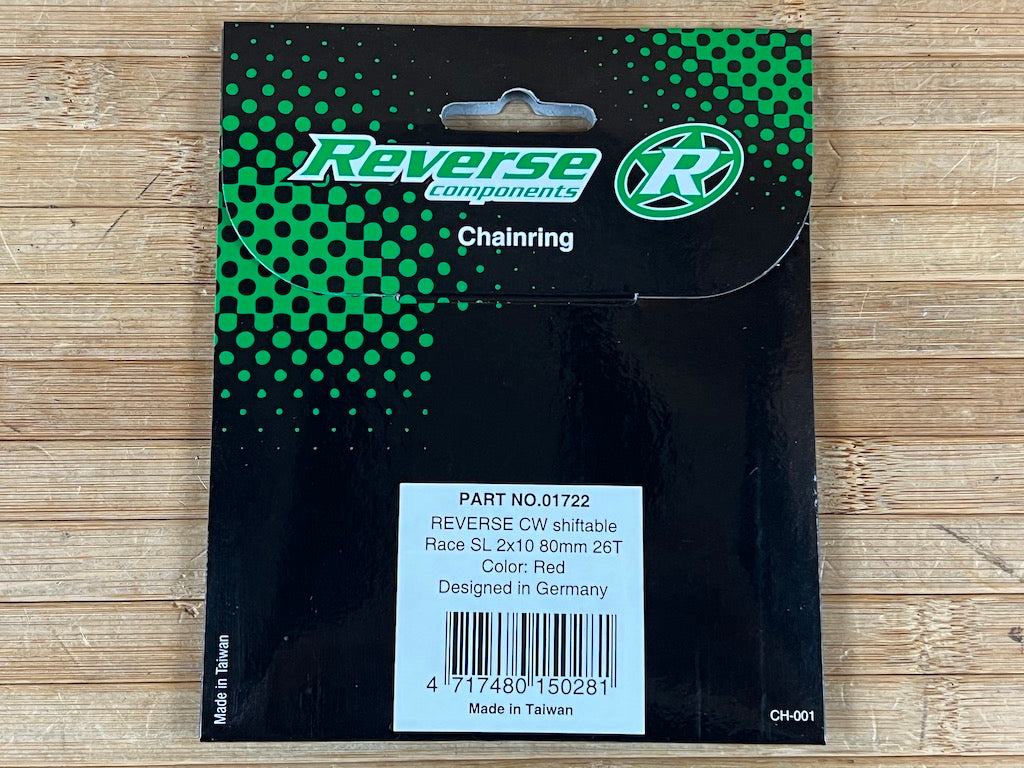 Reverse
components
R
Chainring
PART NO.01722
REVERSE CW shiftable
Race SL 2x10 80mm 26T
Color: Red
Designed in Germany
4 717480 150281
Made in Taiwan
Made in Taiwan
CH-001